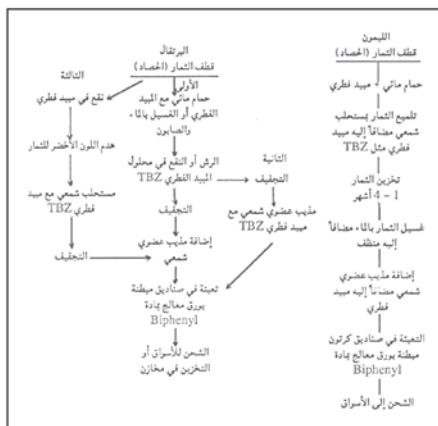 الليمون
قطف الثمار (الحصاد)
حمام مائي + مبيد فطري
تلميع الثمار بمستحلب
شمعي مضافاً إليه مبيد
فطري مثل TBZ
تخزين الثمار
1 – 4 أشهر
غسيل الثمار بالماء مضافاً
إليه منظف
إضافة مذيب عضوي
شمعي مضافاً إليه مبيد
فطري
التعبئة في صناديق كرتون
مبطنة بورق معالج بمادة
Biphenyl
الشحن إلى الأسواق
البرتقال
قطف الثمار (الحصاد)
الأولى
حمام مائي مع المبيد
الفطري أو الغسيل بالماء
والصابون
الرش أو النقع في محلول
المبيد الفطري TBZ
التجفيف
إضافة مذيب عضوي
شمعي
تعبئة في صناديق مبطنة
بورق معالج بمادة
Biphenyl
الشحن للأسواق أو
التخزين في مخازن
الثانية
التجفيف
مذيب عضوي شمعي مع
مبيد فطري TBZ
الثالثة
نقع في مبيد فطري
هدم اللون الأخضر للثمار
مستحلب شمعي مع مبيد
فطري TBZ
التجفيف